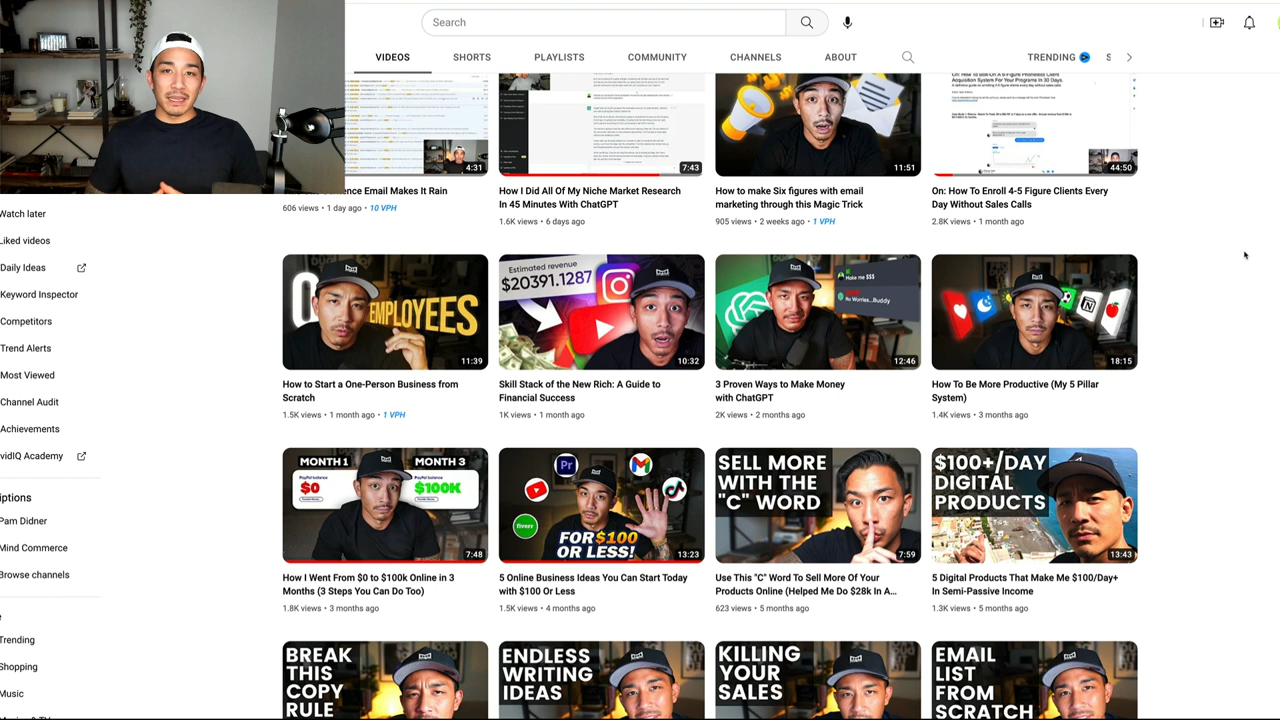 Search
VIDEOS
SHORTS
PLAYLISTS
COMMUNITY
CHANNELS
ABOUT
TRENDING
S
4:31
7:43
11:51
44:50
ence Email Makes It Rain
606 views • 1 day ago • 10 VPH
How I Did All Of My Niche Market Research
In 45 Minutes With ChatGPT
1.6K views • 6 days ago
How to make Six figures with email
marketing through this Magic Trick
905 views • 2 weeks ago • 1 VPH
On: How To Enroll 4-5 Figure Clients Every
Day Without Sales Calls
2.8K views • 1 month ago
Watch later
Liked videos
Daily Ideas
Keyword Inspector
Competitors
Trend Alerts
Most Viewed
Channel Audit
Achievements
vidIQ Academy
iptions
Pam Didner
Mind Commerce
Browse channels
Trending
Shopping
Music
0 EMPLOYEES
11:39
How to Start a One-Person Business from
Scratch
1.5K views • 1 month ago • 1 VPH
Estimated revenue
$20391.1287
10:32
Skill Stack of the New Rich: A Guide to
Financial Success
1K views • 1 month ago
Make me $$$
No Worries...Buddy
12:46
3 Proven Ways to Make Money
with ChatGPT
2K views • 2 months ago
18:15
How To Be More Productive (My 5 Pillar
System)
1.4K views • 3 months ago
MONTH 1
MONTH 3
PayPal balance
$0
PayPal balance
$100K
7:48
How I Went From $0 to $100k Online in 3
Months (3 Steps You Can Do Too)
1.8K views • 3 months ago
Pr
fiverr
FOR $100
OR LESS!
13:23
5 Online Business Ideas You Can Start Today
with $100 Or Less
1.5K views • 4 months ago
SELL MORE
WITH THE
"C" WORD
7:59
Use This "C" Word To Sell More Of Your
Products Online (Helped Me Do $28k In A...
623 views • 5 months ago
$100+/DAY
DIGITAL
PRODUCTS
13:43
5 Digital Products That Make Me $100/Day+
In Semi-Passive Income
1.3K views • 5 months ago
BREAK
THIS
COPY
RULE
ENDLESS
WRITING
IDEAS
KILLING
YOUR
SALES
EMAIL
LIST
FROM
SCRATCH